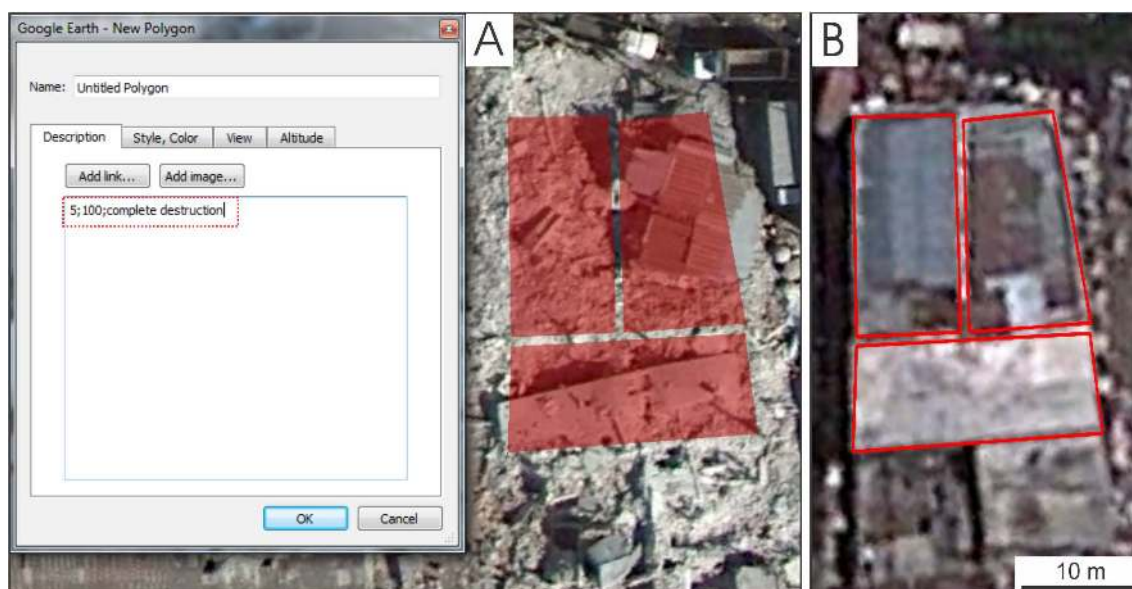 Google Earth - New Polygon
Name: Untitled Polygon
Description Style, Color View Altitude
Add link... Add image...
5;100;complete destruction
OK Cancel
A
B
10 m